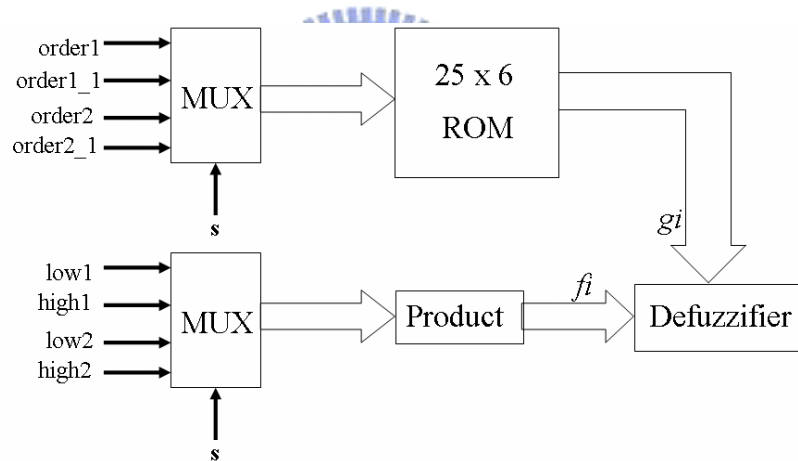 order1
order1_1
order2
order2_1
MUX
s
25 x 6
ROM
gi
low1
high1
low2
high2
MUX
s
Product
fi
Defuzzifier